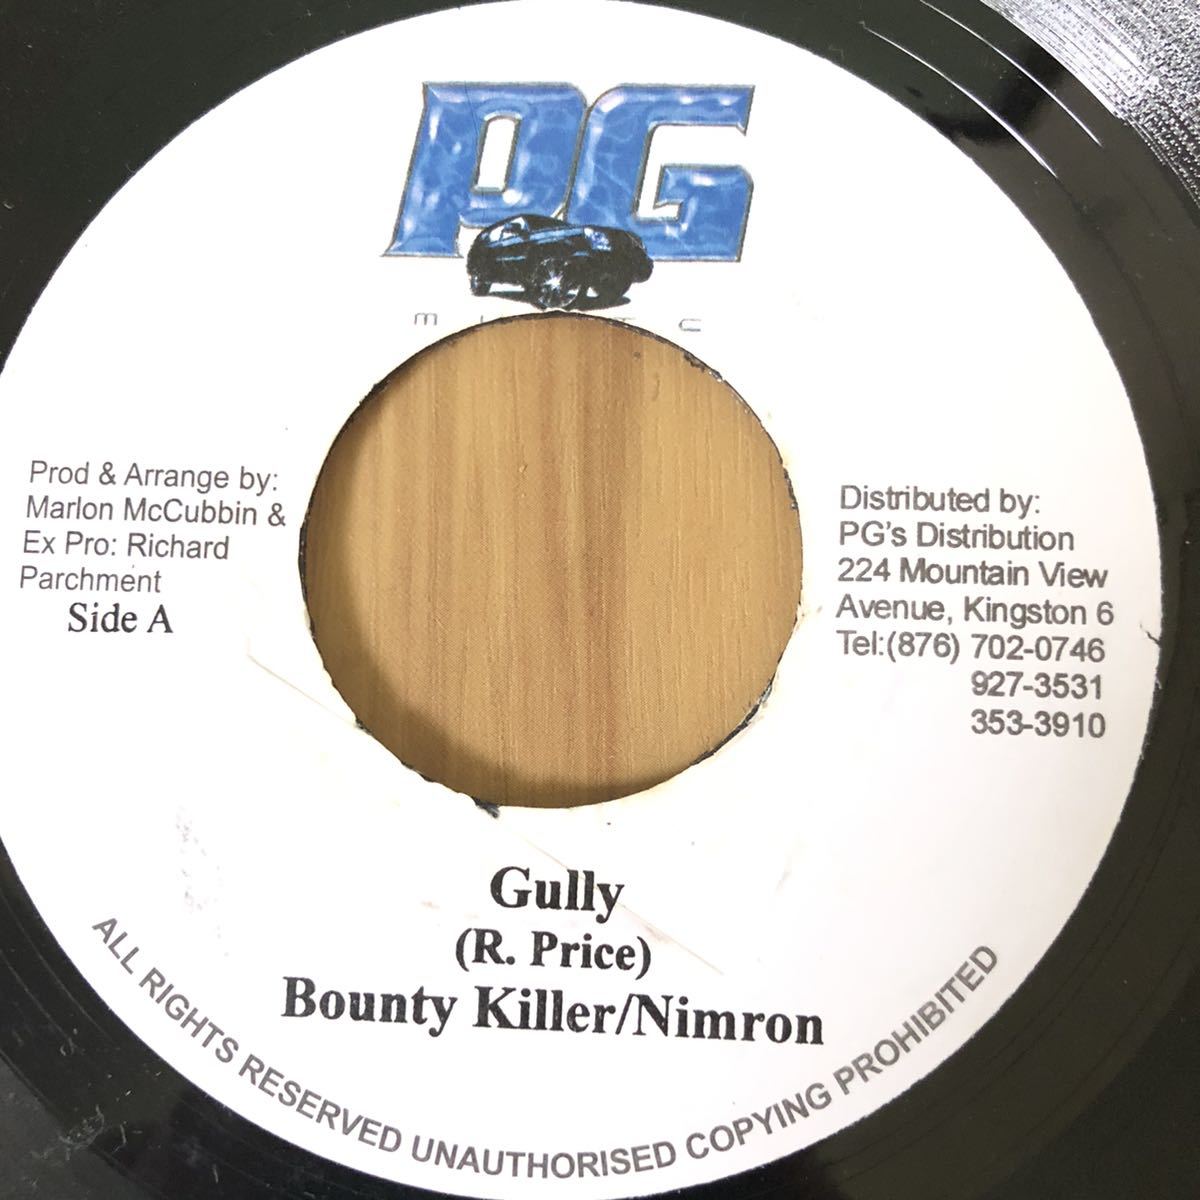 PG
Prod & Arrange by:
Marlon McCubbin &
Ex Pro: Richard
Parchment
Side A
Distributed by:
PG's Distribution
224 Mountain View
Avenue, Kingston 6
Tel:(876) 702-0746
927-3531
353-3910
Gully
(R. Price)
Bounty Killer/Nimron
ALL RIGHTS RESERVED UNAUTHORISED COPYING PROHIBITED